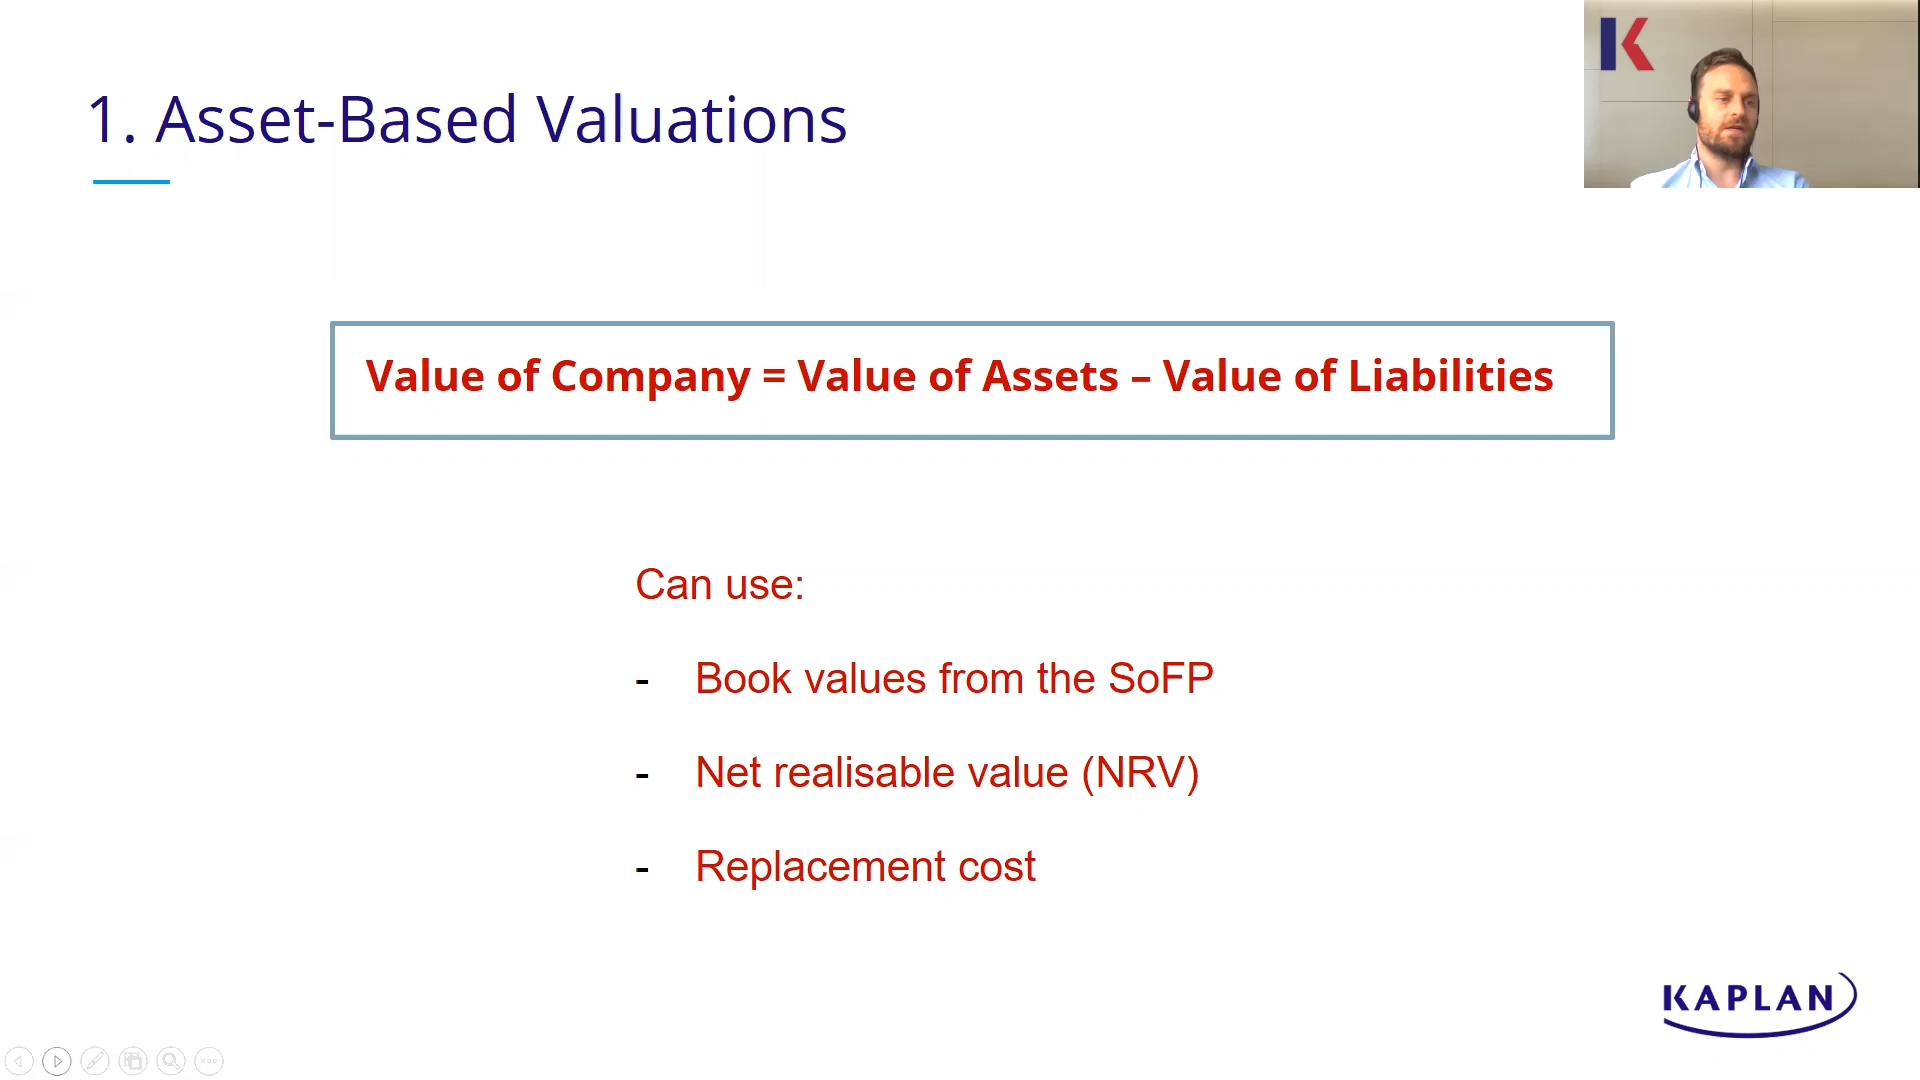 1. Asset-Based Valuations
Value of Company = Value of Assets – Value of Liabilities
Can use:
- Book values from the SoFP
- Net realisable value (NRV)
- Replacement cost
KAPLAN